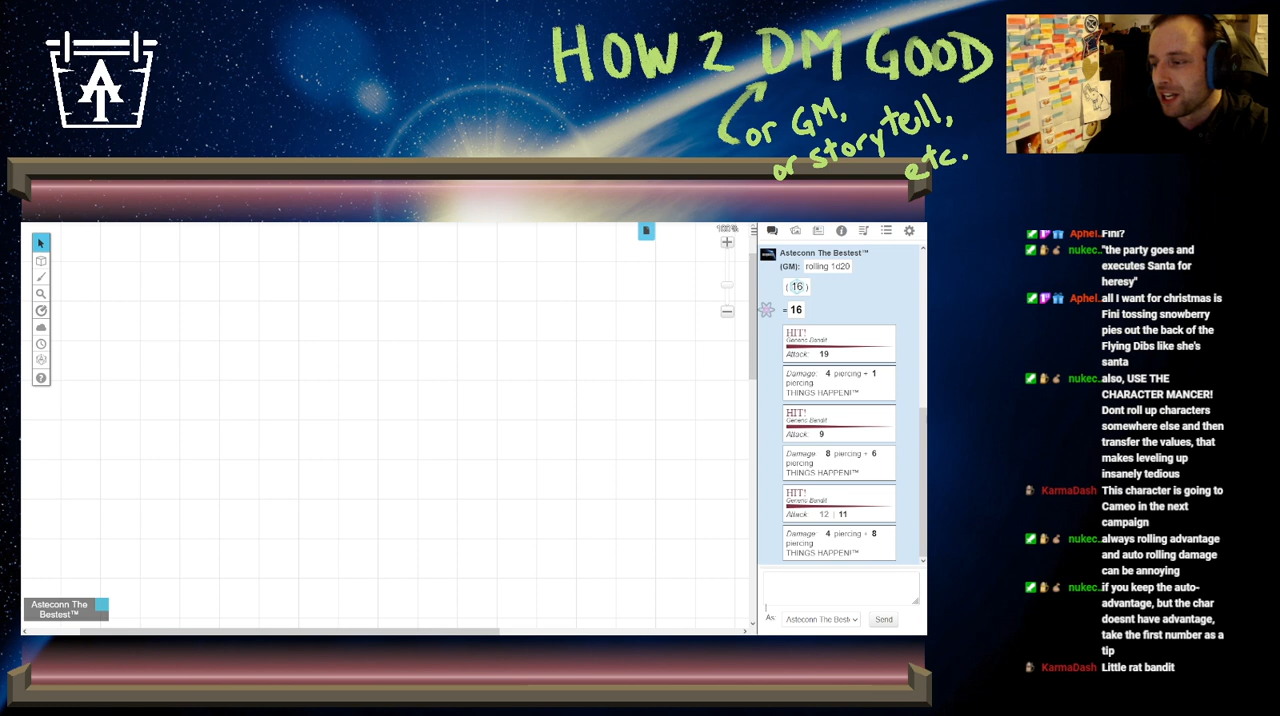 HOW 2 DM GOOD
or GM,
or storytell,
etc.
100%
Asteconn The Bestest™
(GM): rolling 1d20
(16)
= 16
HIT!
Generic Bandit
Attack: 19
Damage: 4 piercing + 1
piercing
THINGS HAPPEN!™
HIT!
Generic Bandit
Attack: 9
Damage: 8 piercing + 6
piercing
THINGS HAPPEN!™
HIT!
Generic Bandit
Attack: 12 | 11
Damage: 4 piercing + 8
piercing
THINGS HAPPEN!™
As: Asteconn The Best
Send
Asteconn The
Bestest™
Aphel.. Fini?
nukec.. "the party goes and
executes Santa for
heresy"
Aphel.. all I want for christmas is
Fini tossing snowberry
pies out the back of the
Flying Dibs like she's
santa
nukec.. also, USE THE
CHARACTER MANCER!
Dont roll up characters
somewhere else and then
transfer the values, that
makes leveling up
insanely tedious
KarmaDash This character is going to
Cameo in the next
campaign
nukec.. always rolling advantage
and auto rolling damage
can be annoying
nukec.. if you keep the auto-
advantage, but the char
doesnt have advantage,
take the first number as a
tip
KarmaDash Little rat bandit